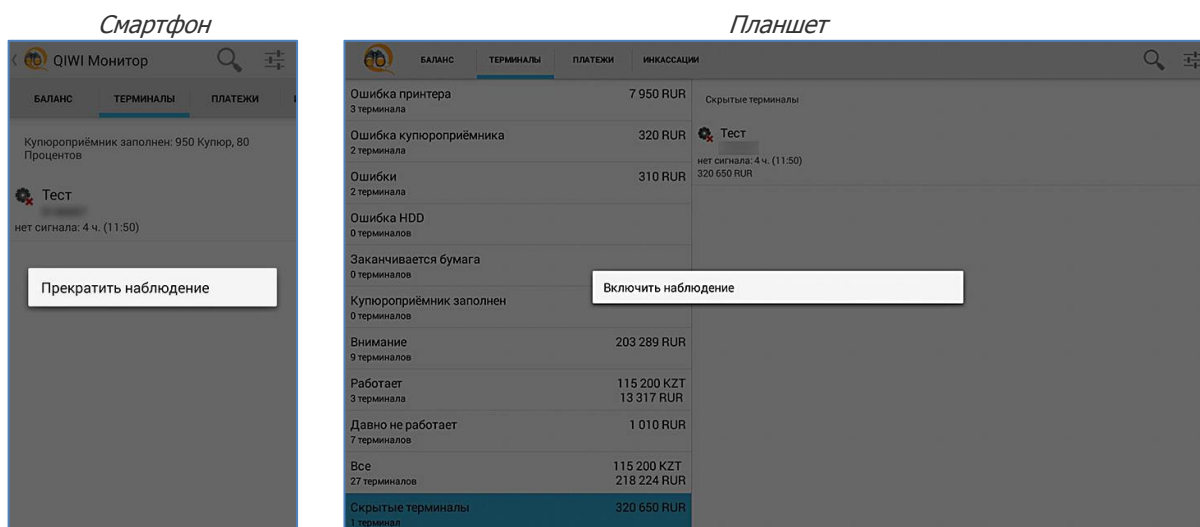 Смартфон
QIWI Монитор
БАЛАНС ТЕРМИНАЛЫ ПЛАТЕЖИ
Купюроприёмник заполнен: 950 Купюр, 80
Процентов
Тест
нет сигнала: 4 ч. (11:50)
Прекратить наблюдение
Планшет
БАЛАНС ТЕРМИНАЛЫ ПЛАТЕЖИ ИНКАССАЦИИ
Ошибка принтера 7 950 RUR
3 терминала
Ошибка купюроприёмника 320 RUR
2 терминала
Ошибки 310 RUR
2 терминала
Ошибка HDD
0 терминалов
Заканчивается бумага
0 терминалов
Купюроприёмник заполнен
0 терминалов
Внимание 203 289 RUR
9 терминалов
Работает 115 200 KZT
3 терминала 13 317 RUR
Давно не работает 1 010 RUR
7 терминалов
Все 115 200 KZT
27 терминалов 218 224 RUR
Скрытые терминалы 320 650 RUR
1 терминал
Скрытые терминалы
Тест
нет сигнала: 4 ч. (11:50)
320 650 RUR
Включить наблюдение